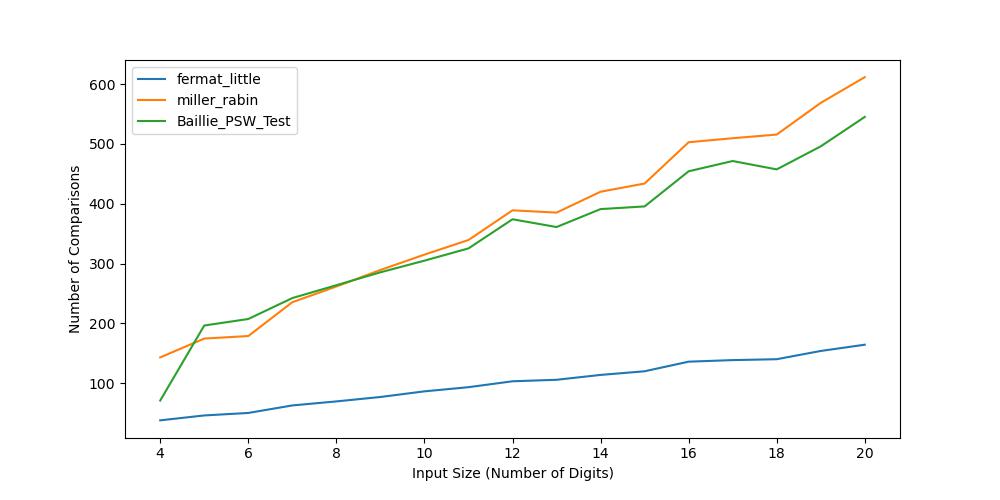 fermat_little
miller_rabin
Baillie_PSW_Test
600
500
400
300
200
100
Number of Comparisons
4 6 8 10 12 14 16 18 20
Input Size (Number of Digits)